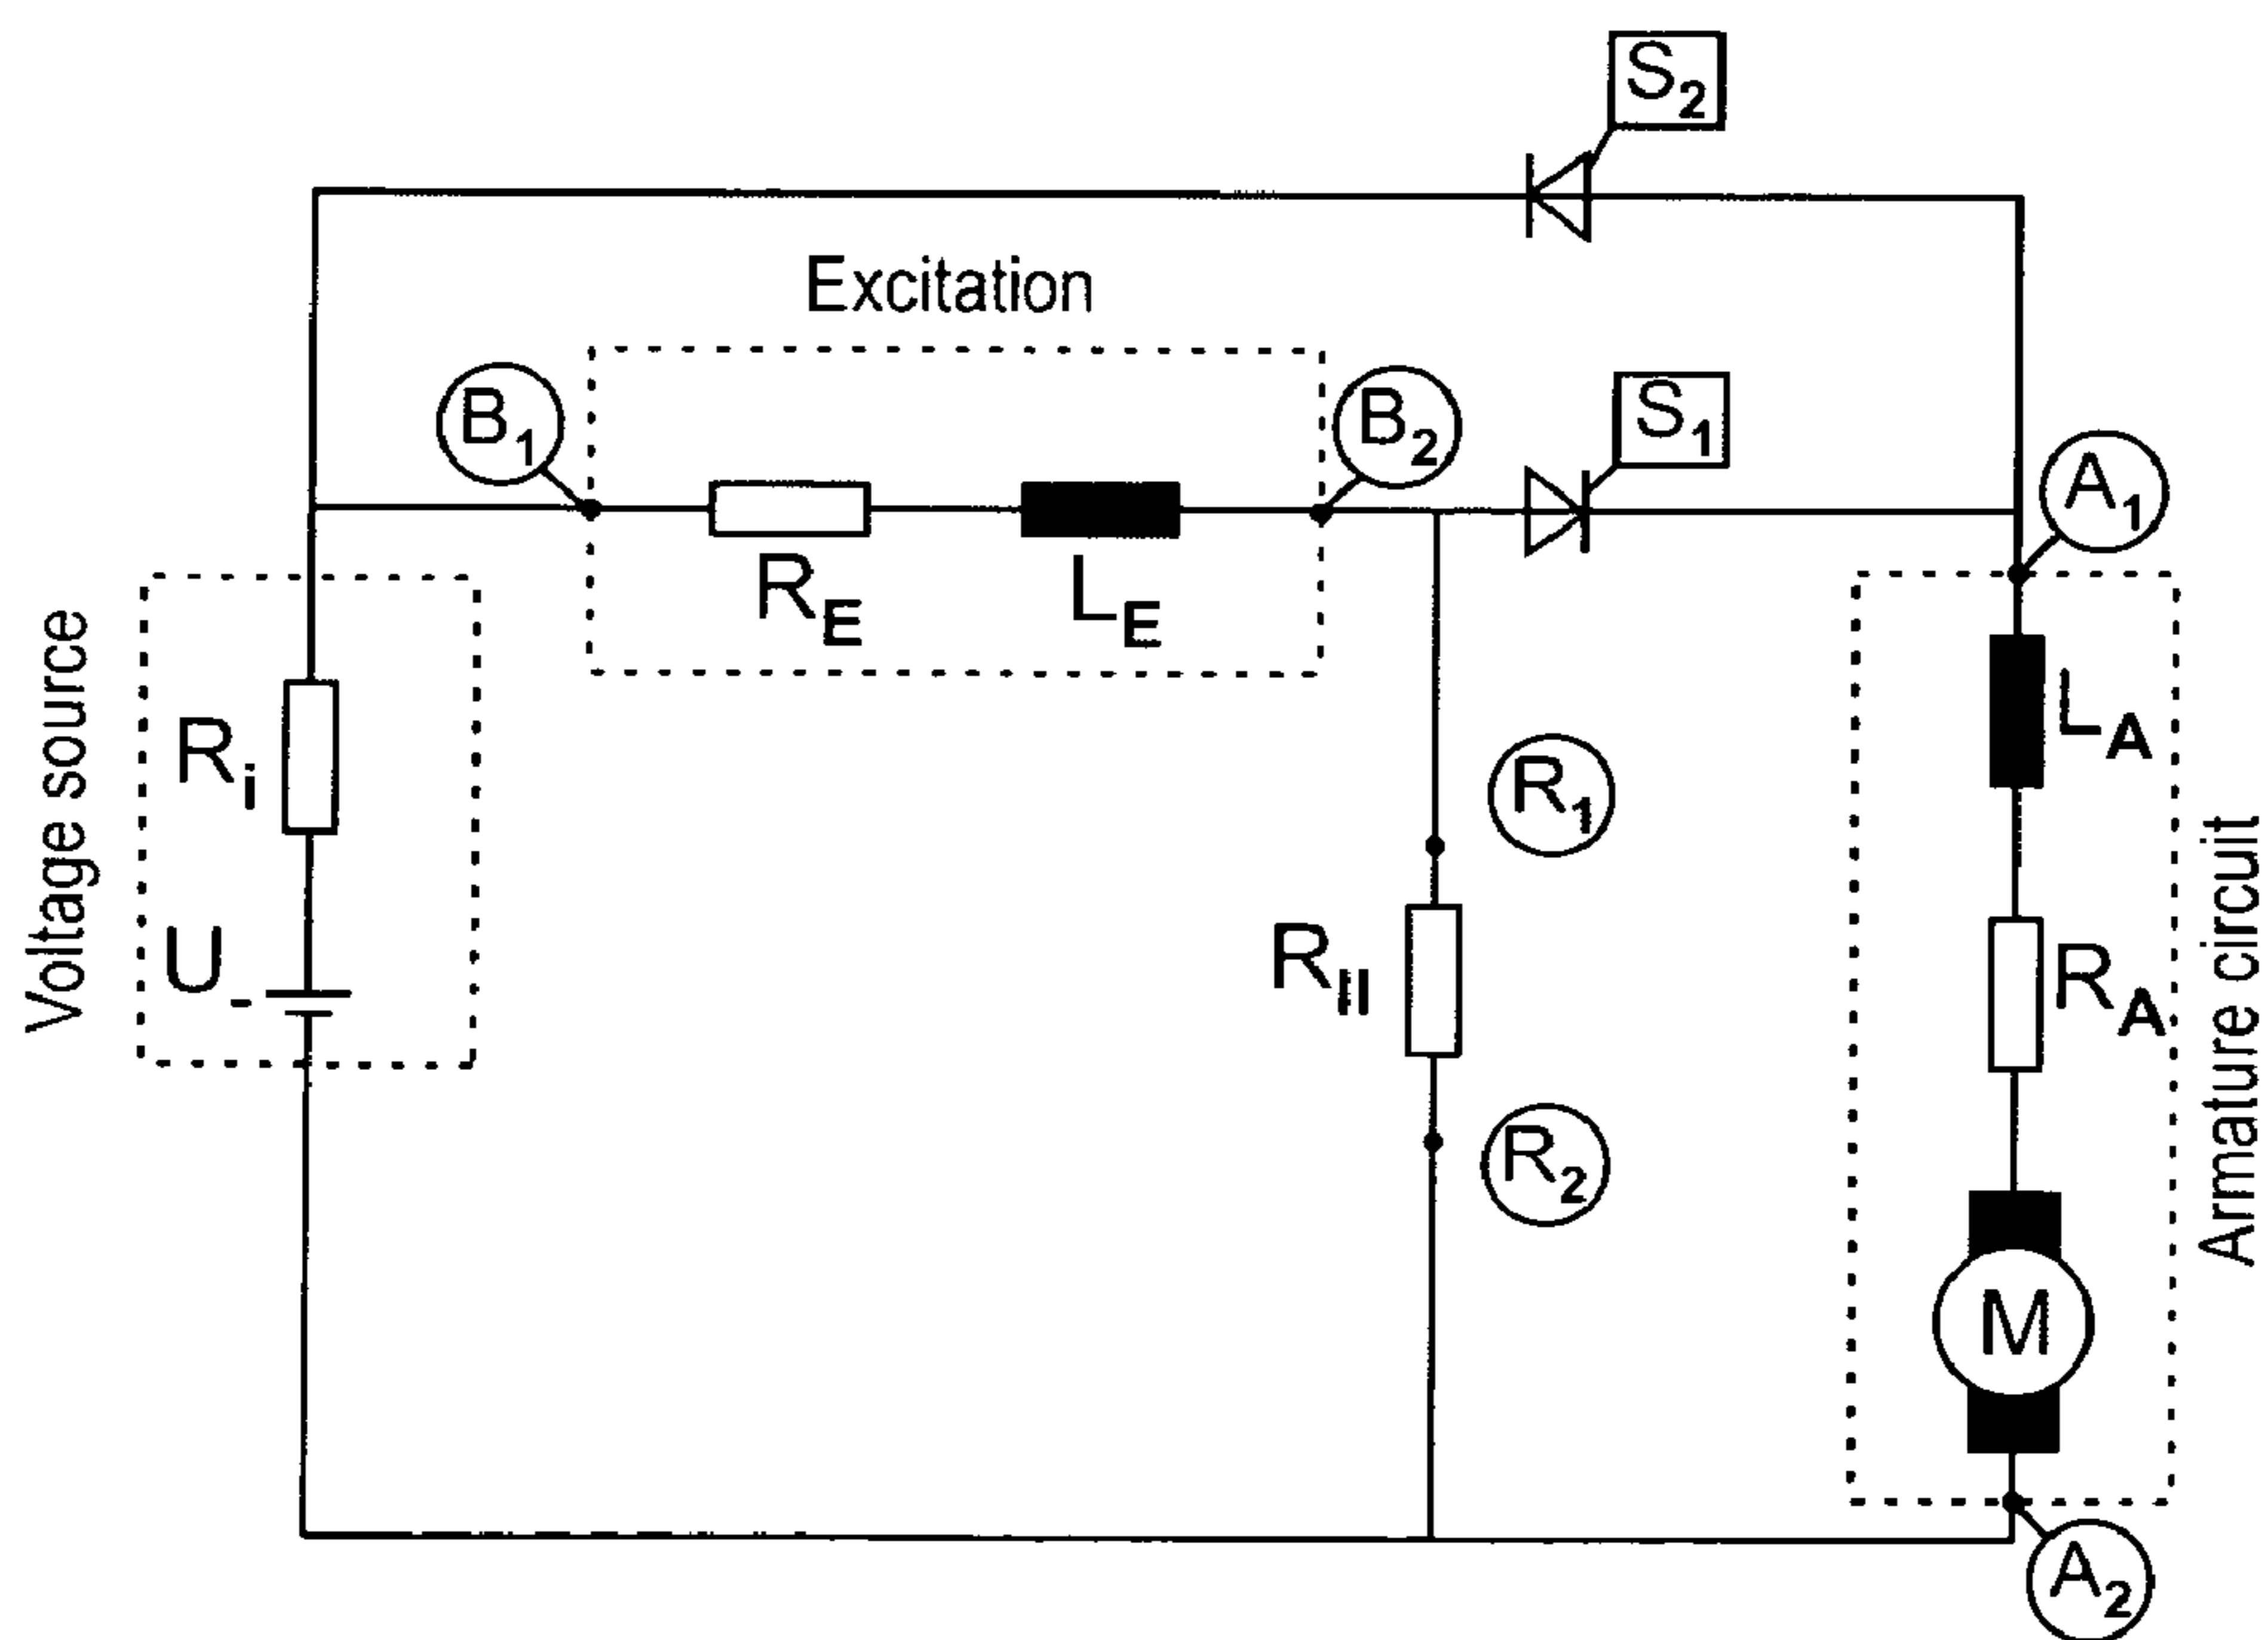 S2
Excitation
B1
B2
S1
A1
RE
LE
Voltage source
Ri
U-
R1
RII
R2
LA
RA
Armature circuit
M
A2